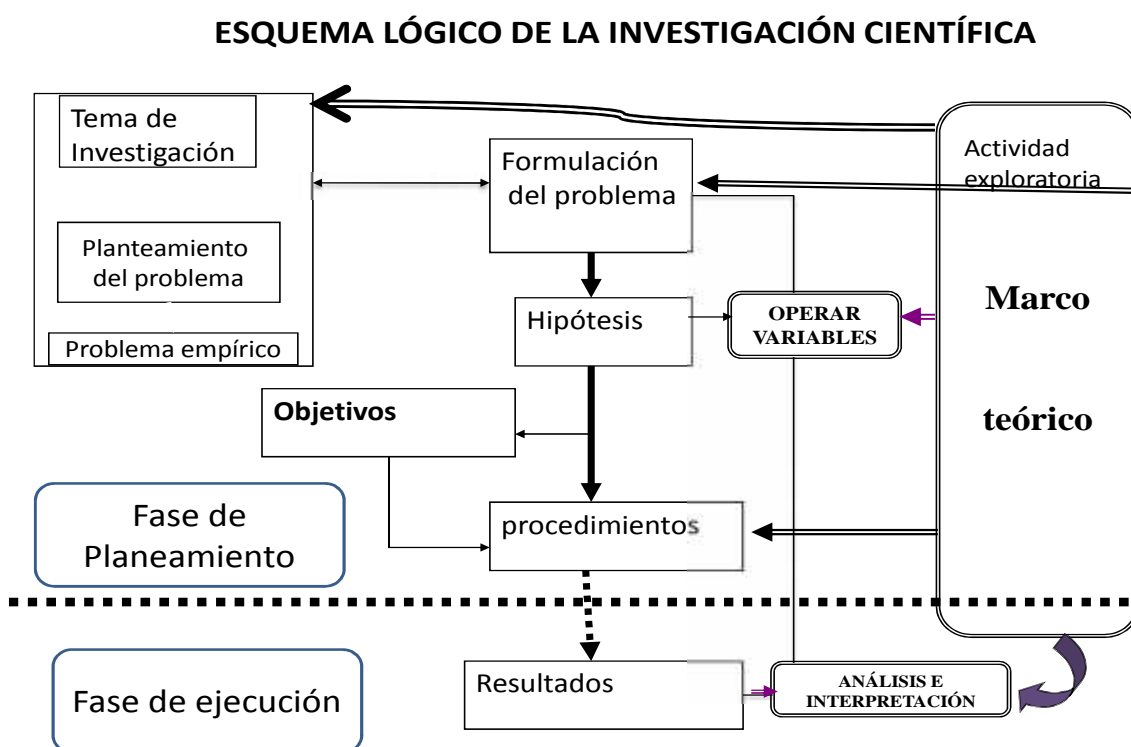 ESQUEMA LÓGICO DE LA INVESTIGACIÓN CIENTÍFICA
Tema de
Investigación
Planteamiento
del problema
Problema empírico
Formulación
del problema
Hipótesis
OPERAR
VARIABLES
Actividad
exploratoria
Marco
teórico
Objetivos
procedimientos
Fase de
Planeamiento
Fase de ejecución
Resultados
ANÁLISIS E
INTERPRETACIÓN